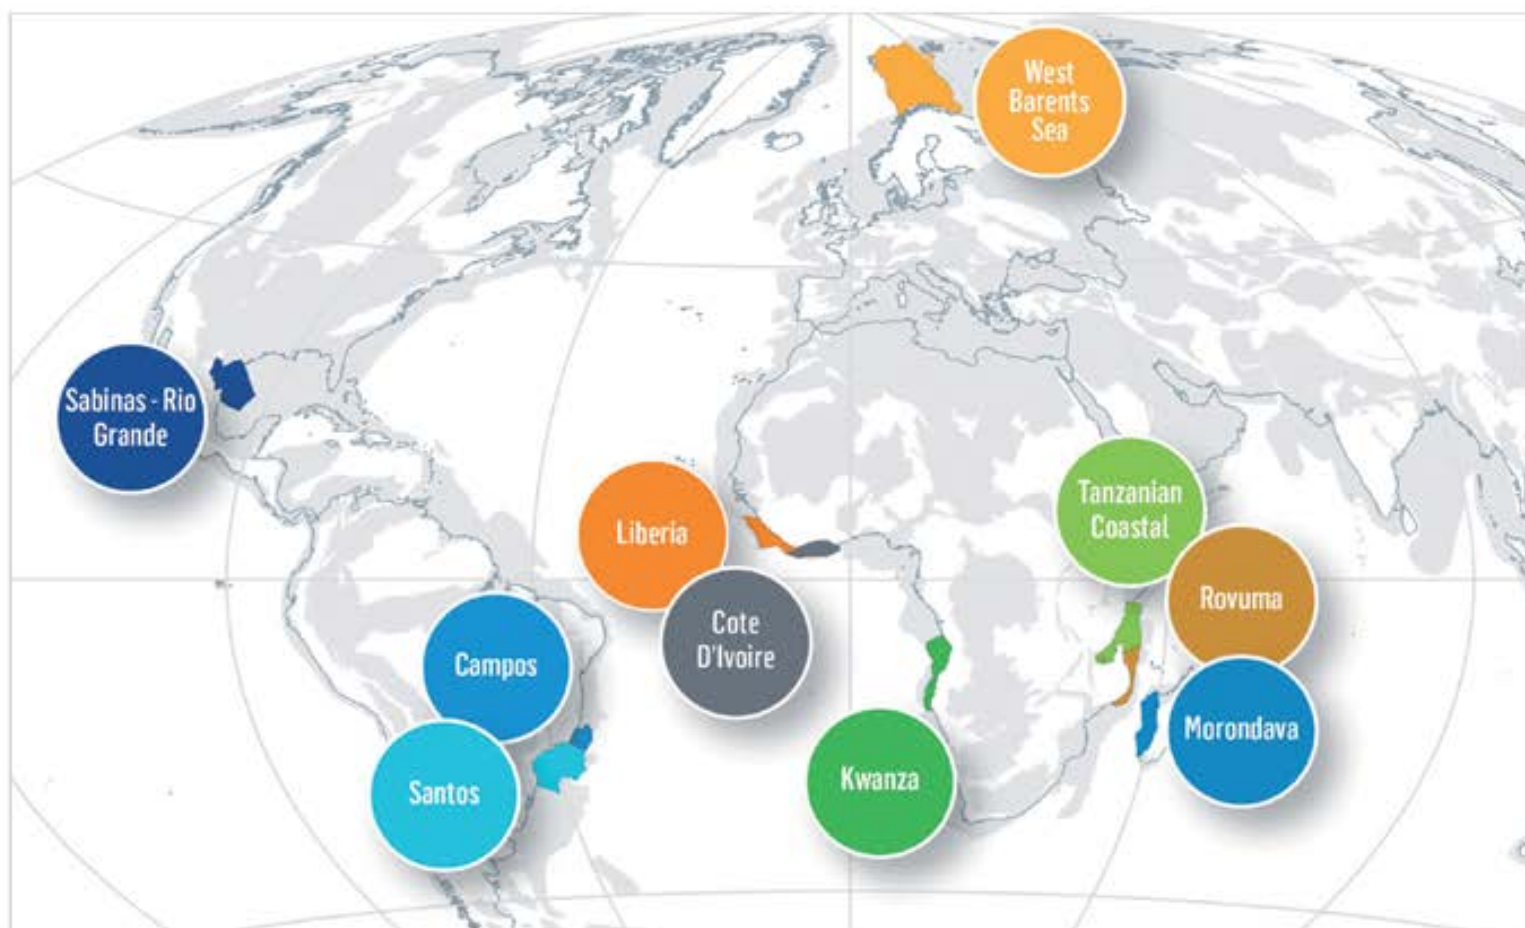 West
Barents
Sea
Sabinas - Rio
Grande
Liberia
Cote
D'Ivoire
Tanzanian
Coastal
Rovuma
Morondava
Campos
Santos
Kwanza